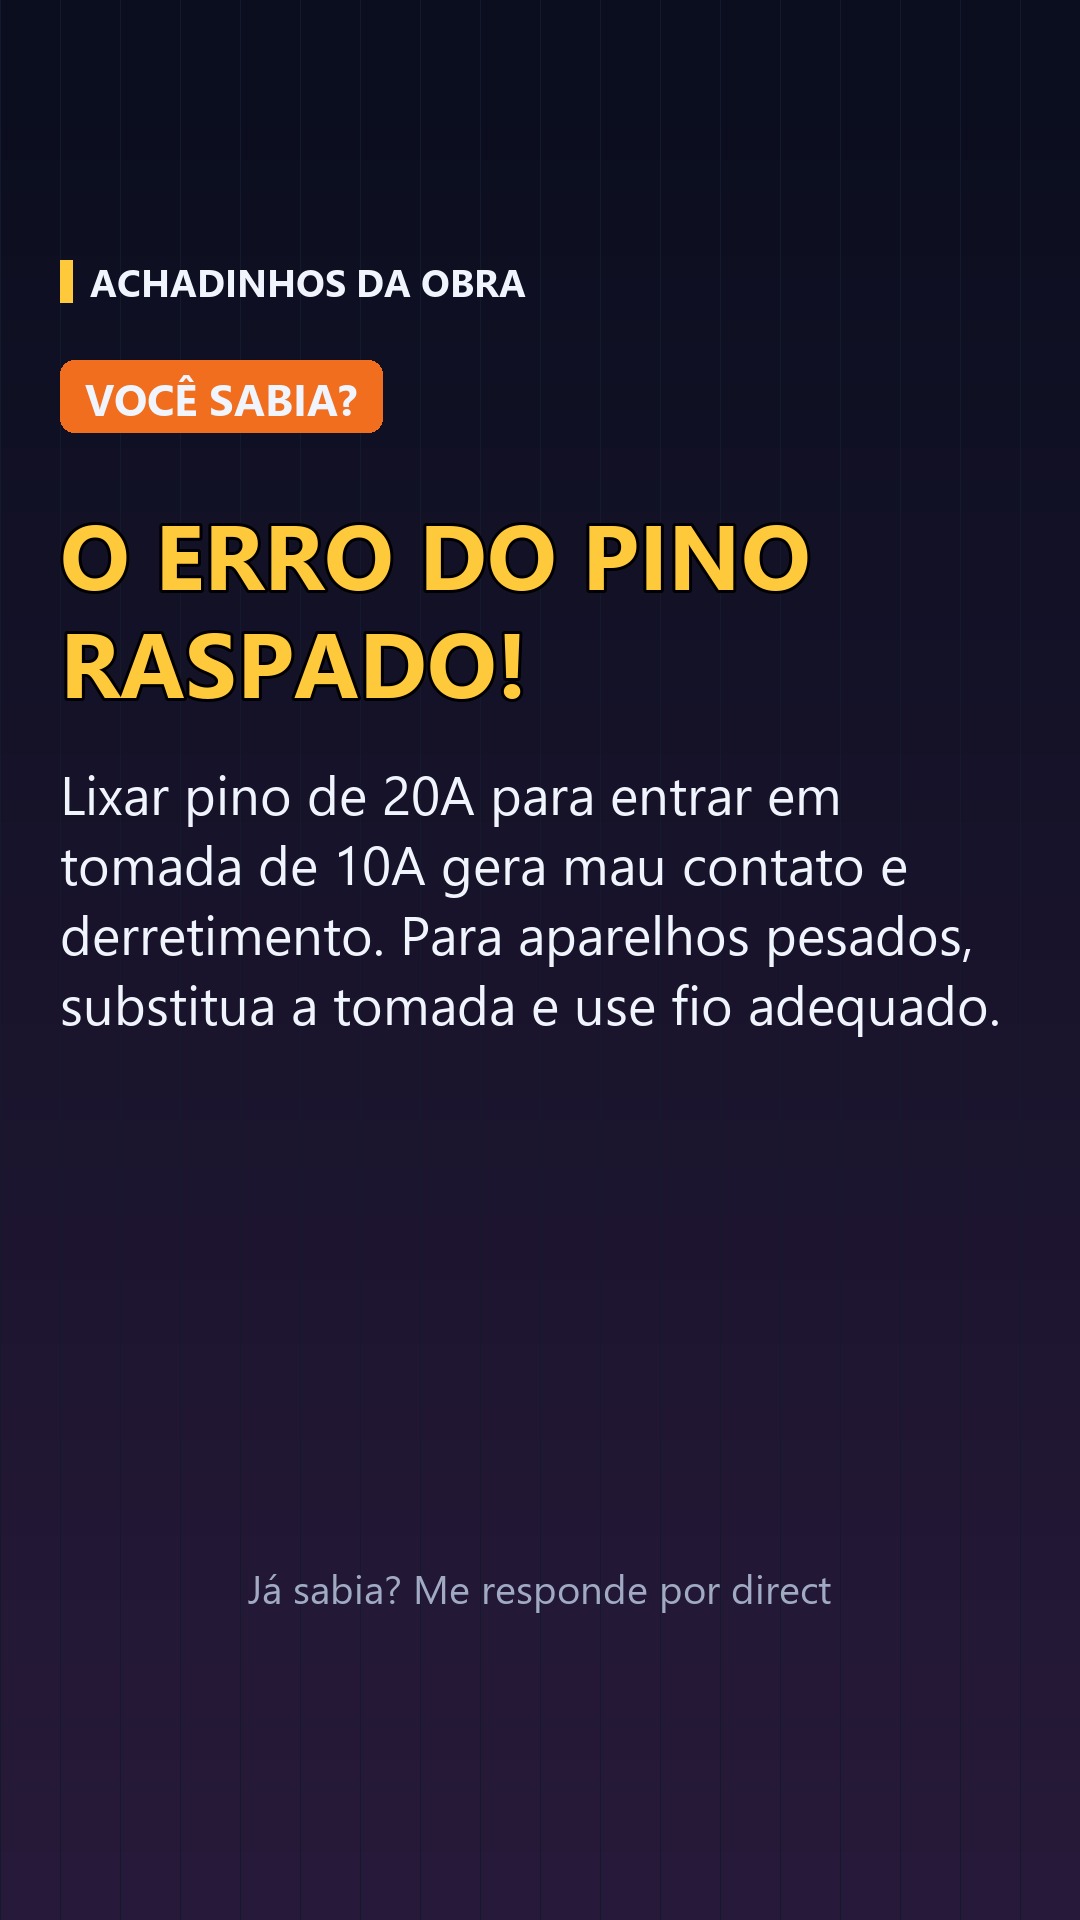 ACHADINHOS DA OBRA
VOCÊ SABIA?
O ERRO DO PINO
RASPADO!
Lixar pino de 20A para entrar em
tomada de 10A gera mau contato e
derretimento. Para aparelhos pesados,
substitua a tomada e use fio adequado.
Já sabia? Me responde por direct